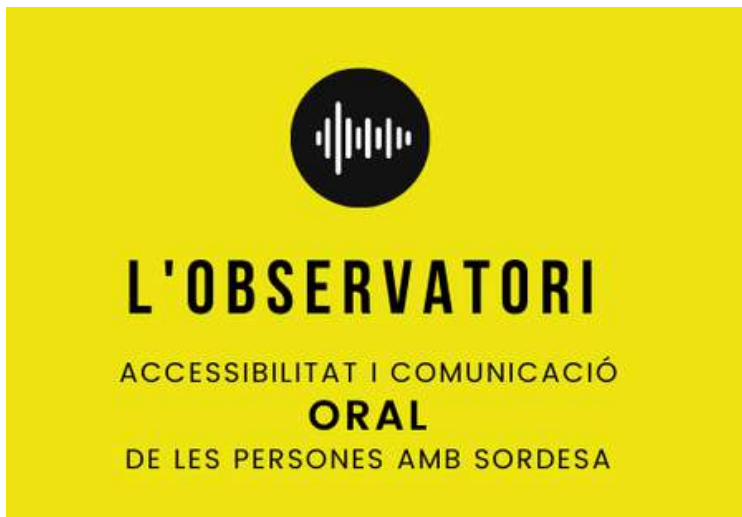 L'OBSERVATORI
ACCESSIBILITAT I COMUNICACIÓ
ORAL
DE LES PERSONES AMB SORDESA